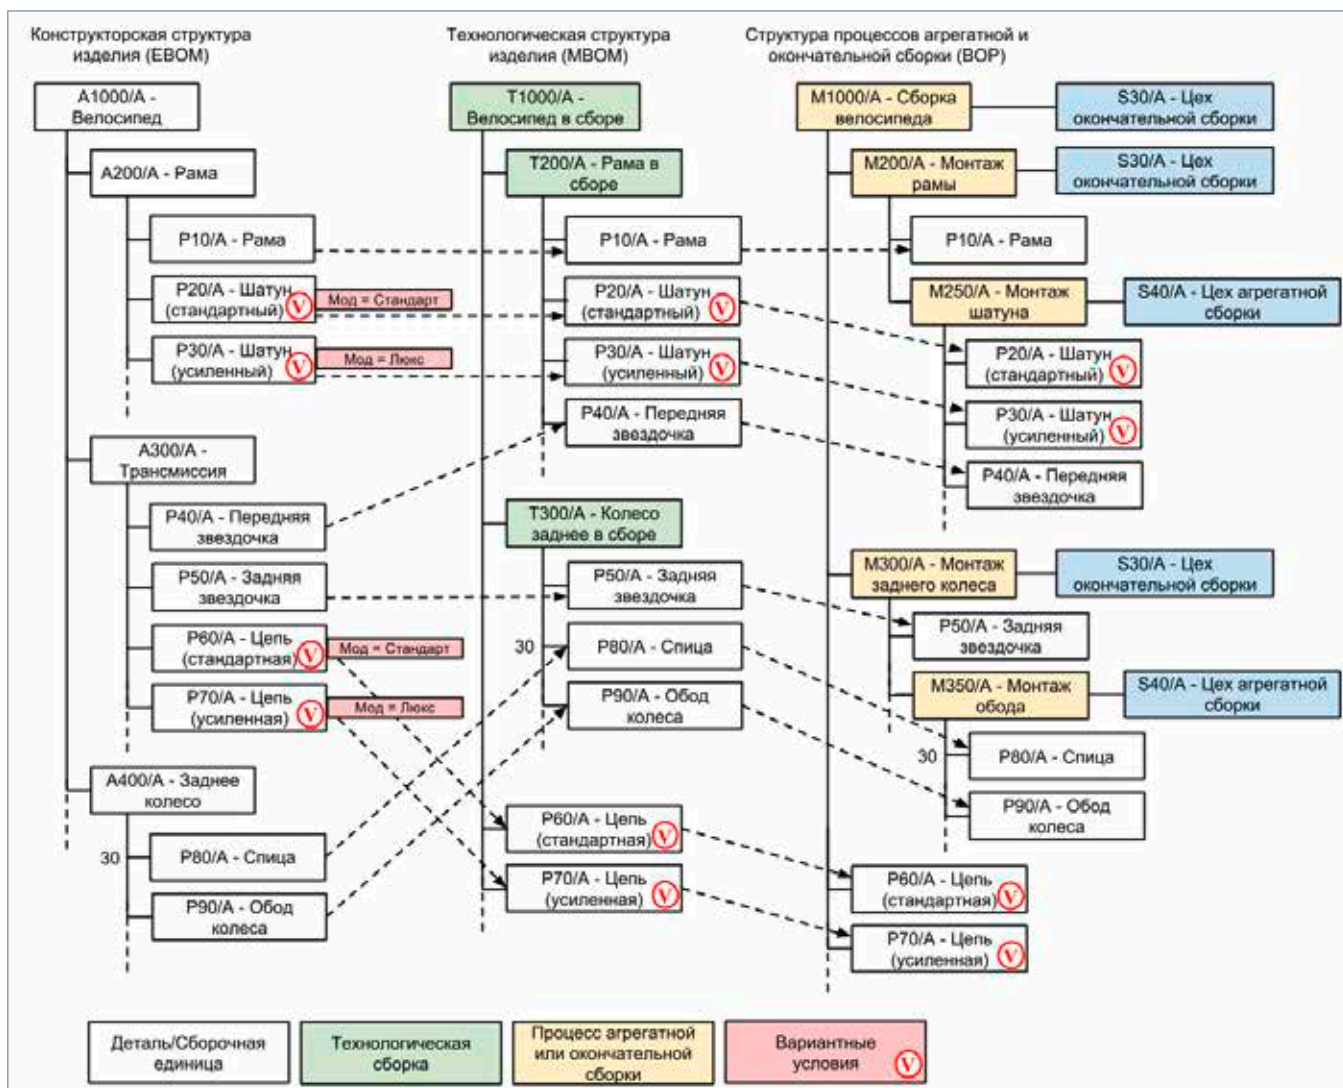 Конструкторская структура
изделия (EBOM)
A1000/A -
Велосипед
A200/A - Рама
P10/A - Рама
P20/A - Шатун
(стандартный)
V
Мод = Стандарт
P30/A - Шатун
(усиленный)
V
Мод = Люкс
A300/A -
Трансмиссия
P40/A - Передняя
звездочка
P50/A - Задняя
звездочка
P60/A - Цепь
(стандартная)
V
Мод = Стандарт
P70/A - Цепь
(усиленная)
V
Мод = Люкс
A400/A - Заднее
колесо
30
P80/A - Спица
P90/A - Обод
колеса
Технологическая структура
изделия (MBOM)
T1000/A -
Велосипед в сборе
T200/A - Рама в
сборе
P10/A - Рама
P20/A - Шатун
(стандартный)
V
P30/A - Шатун
(усиленный)
V
P40/A - Передняя
звездочка
T300/A - Колесо
заднее в сборе
P50/A - Задняя
звездочка
30
P80/A - Спица
P90/A - Обод
колеса
P60/A - Цепь
(стандартная)
V
P70/A - Цепь
(усиленная)
V
Структура процессов агрегатной и
окончательной сборки (BOP)
M1000/A - Сборка
велосипеда
S30/A - Цех
окончательной сборки
M200/A - Монтаж
рамы
S30/A - Цех
окончательной сборки
P10/A - Рама
M250/A - Монтаж
шатуна
S40/A - Цех агрегатной
сборки
P20/A - Шатун
(стандартный)
V
P30/A - Шатун
(усиленный)
V
P40/A - Передняя
звездочка
M300/A - Монтаж
заднего колеса
S30/A - Цех
окончательной сборки
P50/A - Задняя
звездочка
M350/A - Монтаж
обода
S40/A - Цех агрегатной
сборки
30
P80/A - Спица
P90/A - Обод
колеса
P60/A - Цепь
(стандартная)
V
P70/A - Цепь
(усиленная)
V
Деталь/Сборочная
единица
Технологическая
сборка
Процесс агрегатной
или окончательной
сборки
Вариантные
условия
V